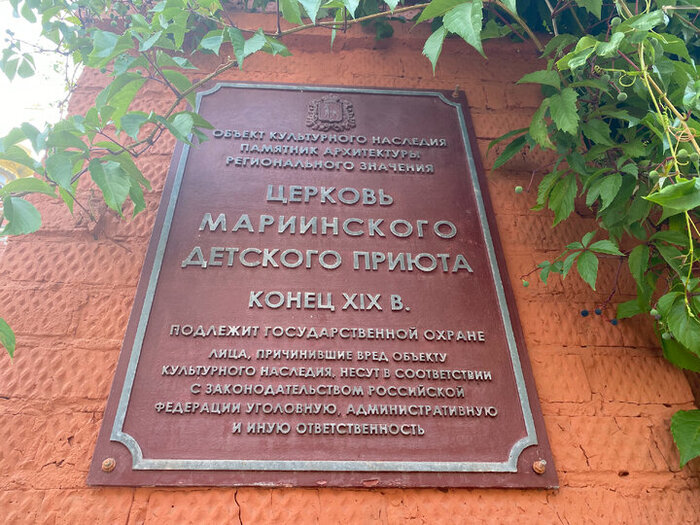 ОБЪЕКТ КУЛЬТУРНОГО НАСЛЕДИЯ
ПАМЯТНИК АРХИТЕКТУРЫ
РЕГИОНАЛЬНОГО ЗНАЧЕНИЯ
ЦЕРКОВЬ
МАРИИНСКОГО
ДЕТСКОГО ПРИЮТА
КОНЕЦ XIX В.
ПОДЛЕЖИТ ГОСУДАРСТВЕННОЙ ОХРАНЕ
ЛИЦА, ПРИЧИНИВШИЕ ВРЕД ОБЪЕКТУ
КУЛЬТУРНОГО НАСЛЕДИЯ, НЕСУТ В СООТВЕТСТВИИ
С ЗАКОНОДАТЕЛЬСТВОМ РОССИЙСКОЙ
ФЕДЕРАЦИИ УГОЛОВНУЮ, АДМИНИСТРАТИВНУЮ
И ИНУЮ ОТВЕТСТВЕННОСТЬ